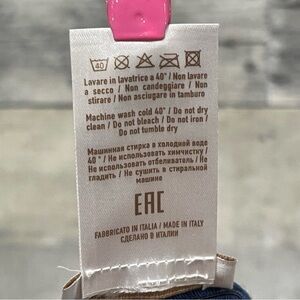 40
Lavare in lavatrice a 40° / Non lavare
a secco / Non candeggiare / Non
stirare / Non asciugare in tamburo
Machine wash cold 40° / Do not dry
clean / Do not bleach / Do not iron /
Do not tumble dry
Машинная стирка в холодной воде
40 ° / Не использовать химчистку /
Не использовать отбеливатель / Не
гладить / Не сушить в стиральной
машине
EAC
FABBRICATO IN ITALIA / MADE IN ITALY
СДЕЛАНО В ИТАЛИИ